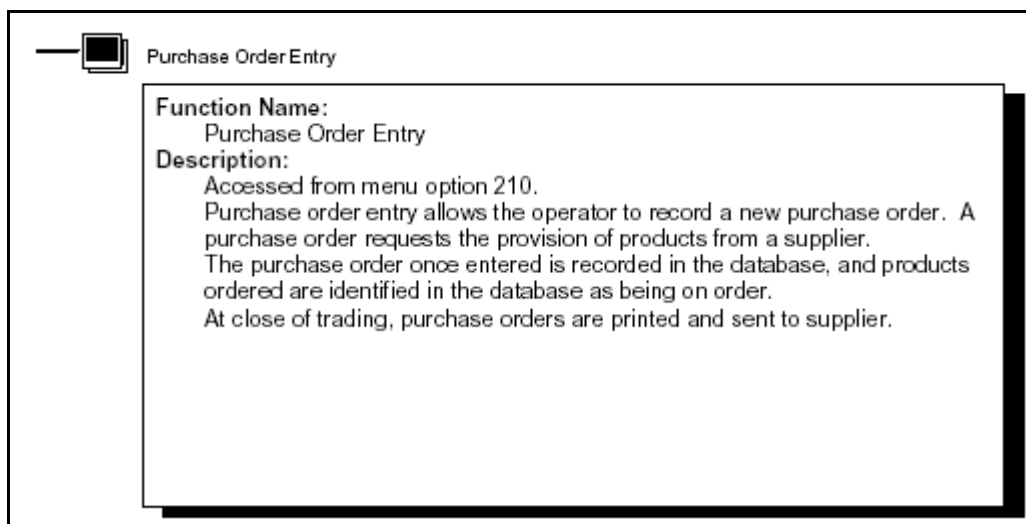 Purchase Order Entry
Function Name:
Purchase Order Entry
Description:
Accessed from menu option 210.
Purchase order entry allows the operator to record a new purchase order. A
purchase order requests the provision of products from a supplier.
The purchase order once entered is recorded in the database, and products
ordered are identified in the database as being on order.
At close of trading, purchase orders are printed and sent to supplier.